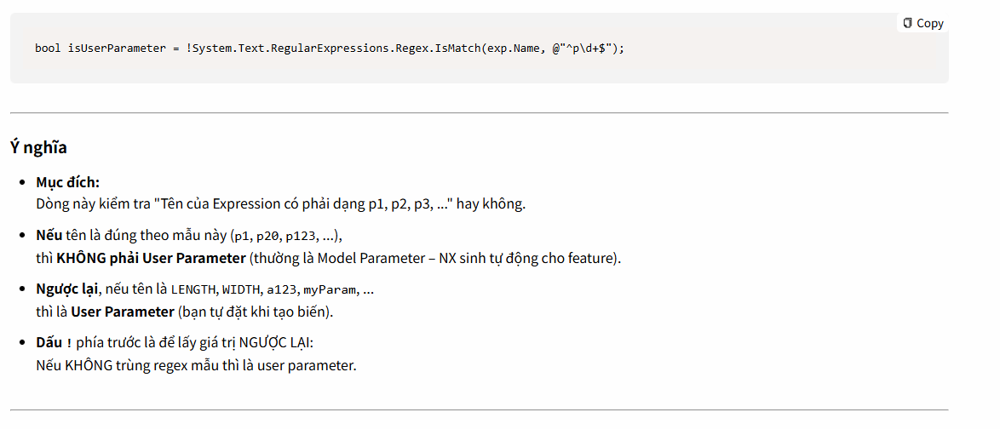 Copy
bool isUserParameter = !System.Text.RegularExpressions.Regex.IsMatch(exp.Name, @"^p\d+$");
Ý nghĩa
Mục đích:
Dòng này kiểm tra "Tên của Expression có phải dạng p1, p2, p3, ..." hay không.
Nếu tên là đúng theo mẫu này (p1, p20, p123, ...),
thì KHÔNG phải User Parameter (thường là Model Parameter – NX sinh tự động cho feature).
Ngược lại, nếu tên là LENGTH, WIDTH, a123, myParam, ...
thì là User Parameter (bạn tự đặt khi tạo biến).
Dấu ! phía trước là để lấy giá trị NGƯỢC LẠI:
Nếu KHÔNG trùng regex mẫu thì là user parameter.